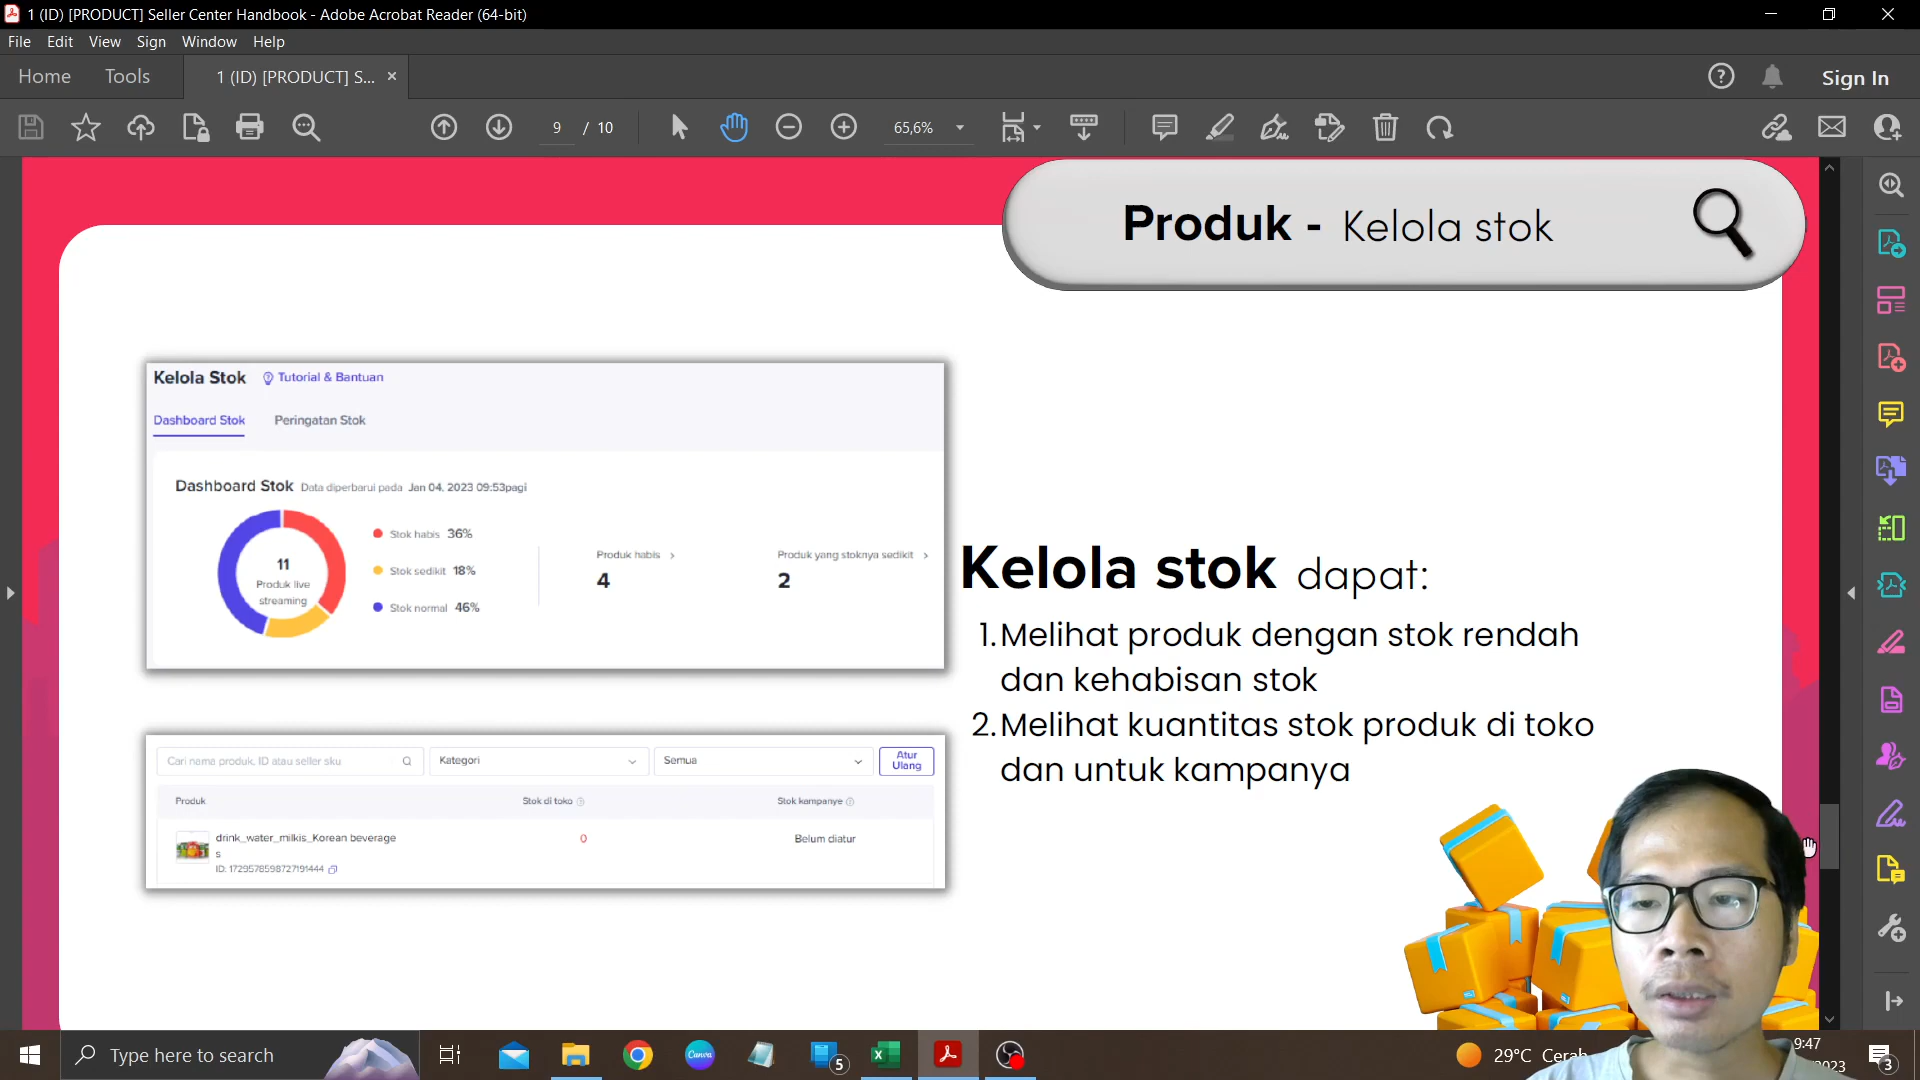 1 (ID) [PRODUCT] Seller Center Handbook - Adobe Acrobat Reader (64-bit)
File Edit View Sign Window Help
Home Tools 1 (ID) [PRODUCT] S... ×
Sign In
9 / 10 65,6%
Produk - Kelola stok
Kelola Stok Tutorial & Bantuan
Dashboard Stok Peringatan Stok
Dashboard Stok Data diperbarui pada Jan 04. 2023 09:53pagi
11
Produk live
streaming
Stok habis 36%
Stok sedikit 18%
Stok normal 46%
Produk habis >
4
Produk yang stoknya sedikit >
2
Kelola stok dapat:
1. Melihat produk dengan stok rendah
dan kehabisan stok
2. Melihat kuantitas stok produk di toko
dan untuk kampanya
Cari nama produk, ID atau seller sku
Kategori
Semua
Atur
Ulang
Produk Stok di toko Stok kampanye
drink_water_milkis_Korean beverage
s
ID: 1729578598727191444
0
Belum diatur
Type here to search
Canva
5
29°C Cerah
9:47
2023
3